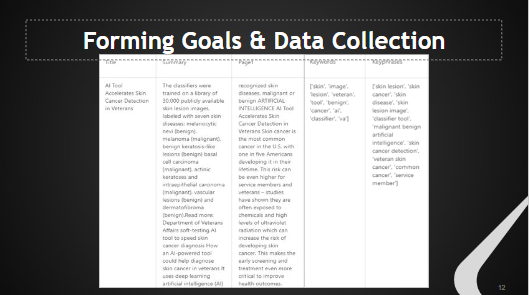 Forming Goals & Data Collection
Title
Summary
Page1
Keywords
Keyphrases
AI Tool
Accelerates Skin
Cancer Detection
in Veterans
The classifiers were
trained on a library of
30,000 publicly available
skin lesion images,
labeled with seven skin
diseases: melanocytic
nevi (benign),
melanoma (malignant),
benign keratosis-like
lesions (benign) basal
cell carcinoma
(malignant), actinic
keratoses and
intraepithelial carcinoma
(malignant), vascular
lesions (benign) and
dermatofibroma
(benign).Read more:
Department of Veterans
Affairs soft-testing AI
tool to speed skin
cancer diagnosis How
an AI-powered tool
could help diagnose
skin cancer in veterans It
uses deep learning
artificial intelligence (AI)
recognized skin
diseases. malignant or
benign ARTIFICIAL
INTELLIGENCE AI Tool
Accelerates Skin
Cancer Detection in
Veterans Skin cancer is
the most common
cancer in the U.S. with
one in five Americans
developing it in their
lifetime. This risk can
be even higher for
service members and
veterans – studies
have shown they are
often exposed to
chemicals and high
levels of ultraviolet
radiation which can
increase the risk of
developing skin
cancer. This makes the
early screening and
treatment even more
critical to improve
health outcomes.
['skin', 'image',
'lesion', 'veteran',
'tool', 'benign',
'cancer', 'ai',
'classifier', 'va']
['skin lesion', 'skin
cancer', 'skin
disease', 'skin
lesion image',
'classifier tool',
'malignant benign
artificial
intelligence', 'skin
cancer detection',
'veteran skin
cancer', 'common
cancer', 'service
member']
12